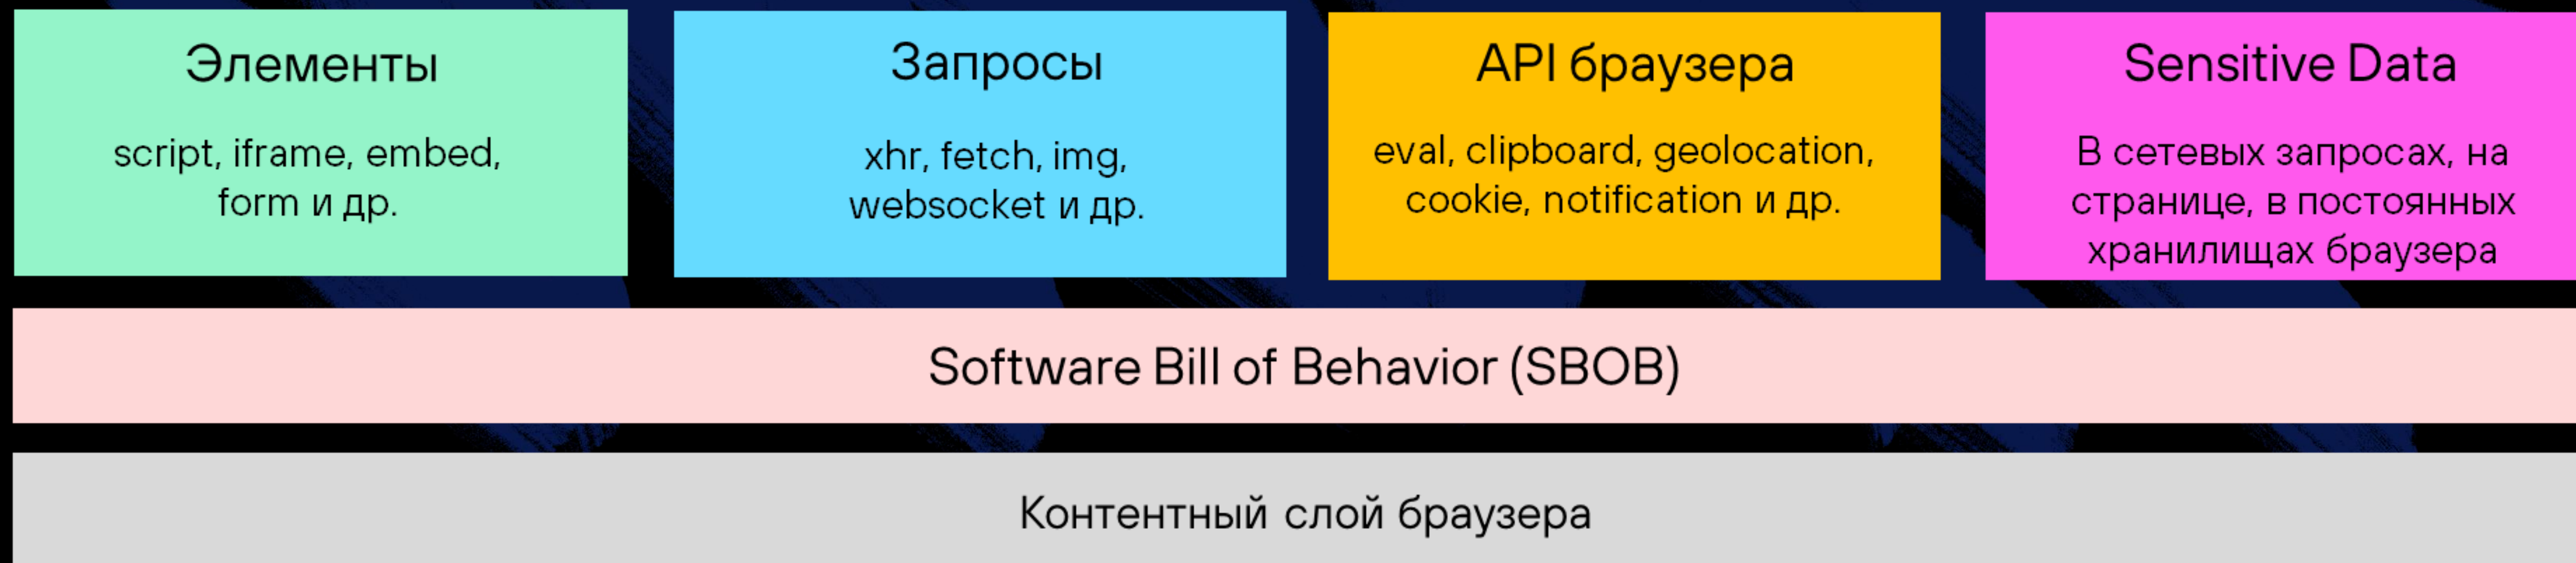 Элементы
script, iframe, embed,
form и др.
Запросы
xhr, fetch, img,
websocket и др.
API браузера
eval, clipboard, geolocation,
cookie, notification и др.
Sensitive Data
В сетевых запросах, на
странице, в постоянных
хранилищах браузера
Software Bill of Behavior (SBOB)
Контентный слой браузера